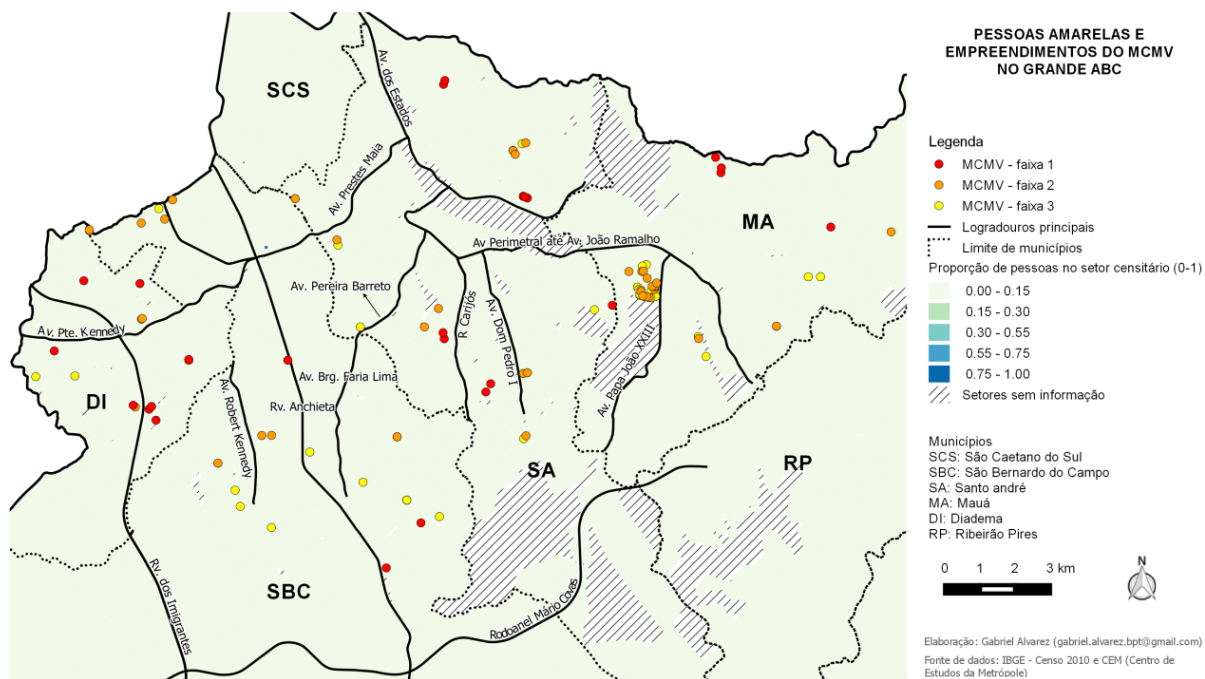 PESSOAS AMARELAS E
EMPREENDIMENTOS DO MCMV
NO GRANDE ABC
SCS
Av. dos Estados
Av. Prestes Maia
MA
Av Perimetral até Av. João Ramalho
Av. Pereira Barreto
Av. Pte. Kennedy
R Carijós
Av. Dom Pedro I
Av. Papa João XXIII
Av. Brg. Faria Lima
DI
Av. Robert Kennedy
Rv. Anchieta
SA
RP
Rv. dos Imigrantes
SBC
Rodoanel Mário Covas
Legenda
MCMV - faixa 1
MCMV - faixa 2
MCMV - faixa 3
Logradouros principais
Limite de municípios
Proporção de pessoas no setor censitário (0-1)
0.00 - 0.15
0.15 - 0.30
0.30 - 0.55
0.55 - 0.75
0.75 - 1.00
Setores sem informação
Municípios
SCS: São Caetano do Sul
SBC: São Bernardo do Campo
SA: Santo andré
MA: Mauá
DI: Diadema
RP: Ribeirão Pires
0 1 2 3 km
N
Elaboração: Gabriel Alvarez (gabriel.alvarez.bpt@gmail.com)
Fonte de dados: IBGE - Censo 2010 e CEM (Centro de
Estudos da Metrópole)